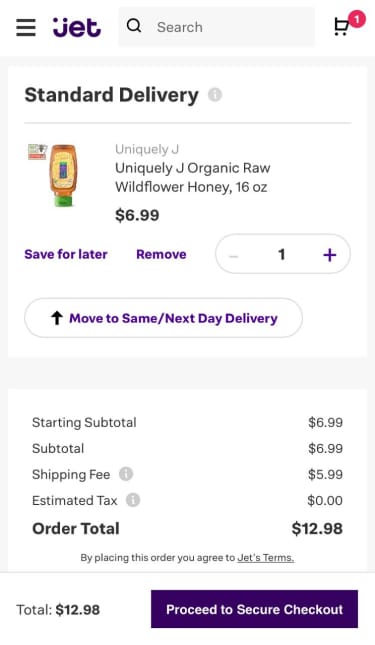 jet
Search
1
Standard Delivery
Uniquely J
Uniquely J Organic Raw
Wildflower Honey, 16 oz
$6.99
Save for later
Remove
1
Move to Same/Next Day Delivery
Starting Subtotal $6.99
Subtotal $6.99
Shipping Fee $5.99
Estimated Tax $0.00
Order Total $12.98
By placing this order you agree to Jet's Terms.
Total: $12.98
Proceed to Secure Checkout